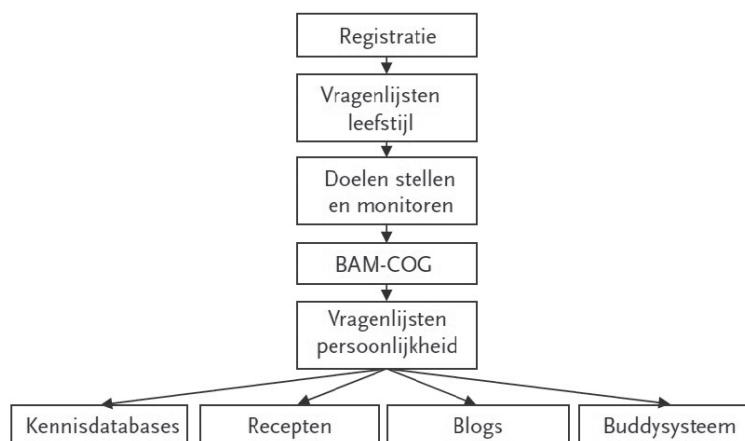 Registratie
Vragenlijsten
leefstijl
Doelen stellen
en monitoren
BAM-COG
Vragenlijsten
persoonlijkheid
Kennisdatabases
Recepten
Blogs
Buddysysteem